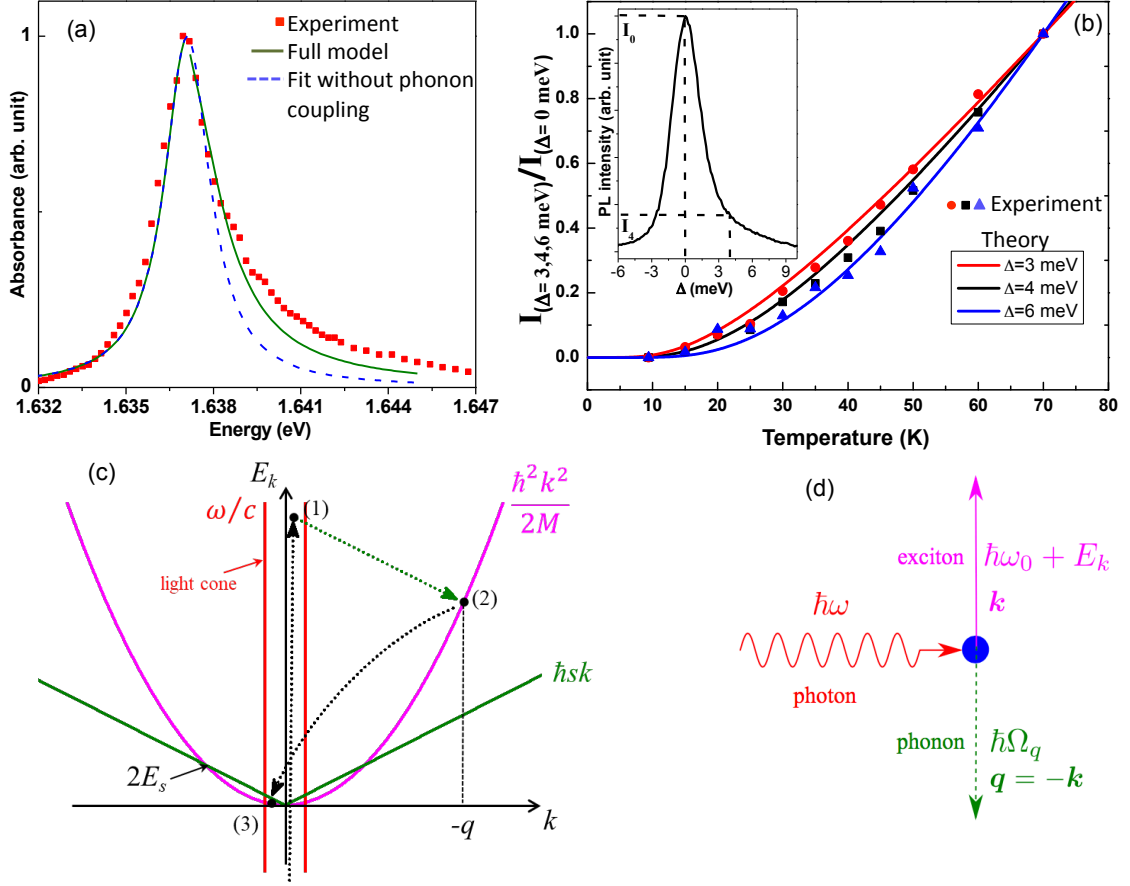 (a)
Experiment
Full model
Fit without phonon
coupling
Absorbance (arb. unit)
1
0
1.632 1.635 1.638 1.641 1.644 1.647
Energy (eV)
(b)
I(Δ= 3,4,6 meV)/I(Δ= 0 meV)
1.0
0.8
0.6
0.4
0.2
0.0
0 10 20 30 40 50 60 70 80
Temperature (K)
PL intensity (arb. unit)
I₀
I₄
-6 -3 0 3 6 9
Δ (meV)
Experiment
Theory
Δ=3 meV
Δ=4 meV
Δ=6 meV
(c)
E_k
ħ²k²
2M
ω/c
(1)
light cone
(2)
ħsk
2E_s
(3)
-q
k
(d)
exciton ħω₀ + E_k
k
ħω
photon
phonon ħΩ_q
q = −k